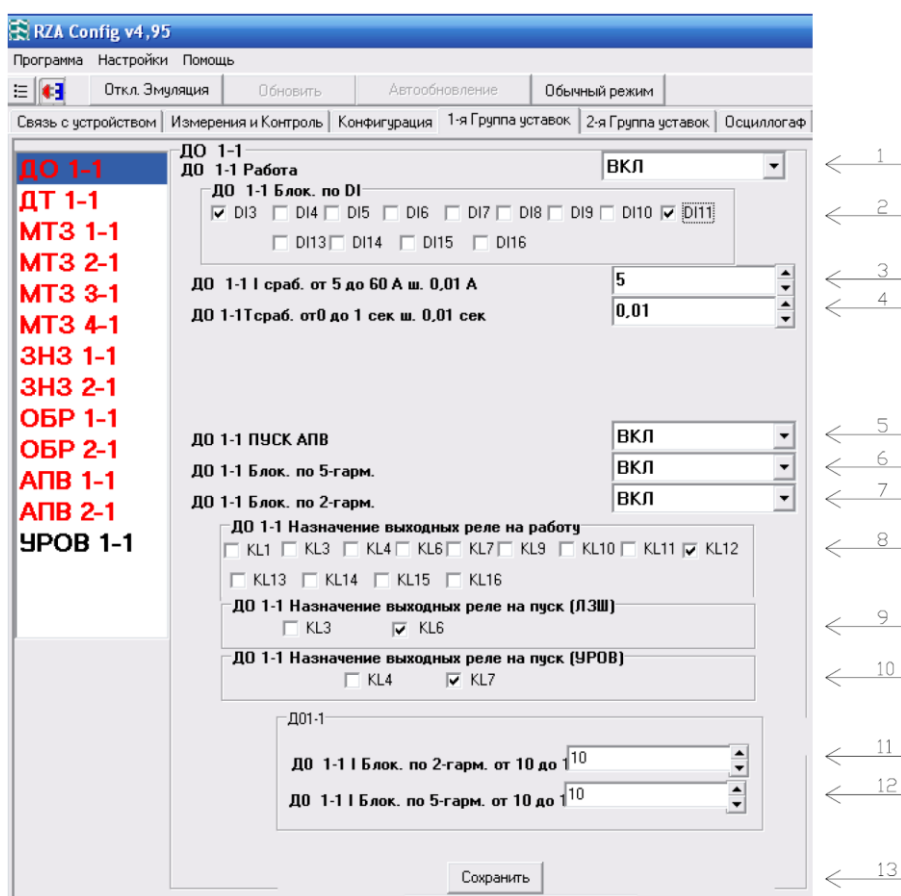 RZA Config v4,95
Программа Настройки Помощь
Откл. Эмуляция Обновить Автообновление Обычный режим
Связь с устройством Измерения и Контроль Конфигурация 1-я Группа уставок 2-я Группа уставок Осциллогаф
ДО 1-1
ДТ 1-1
МТЗ 1-1
МТЗ 2-1
МТЗ 3-1
МТЗ 4-1
ЗНЗ 1-1
ЗНЗ 2-1
ОБР 1-1
ОБР 2-1
АПВ 1-1
АПВ 2-1
УРОВ 1-1
ДО 1-1
ДО 1-1 Работа ВКЛ 1
ДО 1-1 Блок. по DI
DI3 DI4 DI5 DI6 DI7 DI8 DI9 DI10 DI11 2
DI13 DI14 DI15 DI16
ДО 1-1 I сраб. от 5 до 60 А ш. 0,01 А 5 3
ДО 1-1Тсраб. от0 до 1 сек ш. 0,01 сек 0,01 4
ДО 1-1 ПУСК АПВ ВКЛ 5
ДО 1-1 Блок. по 5-гарм. ВКЛ 6
ДО 1-1 Блок. по 2-гарм. ВКЛ 7
ДО 1-1 Назначение выходных реле на работу
KL1 KL3 KL4 KL6 KL7 KL9 KL10 KL11 KL12 8
KL13 KL14 KL15 KL16
ДО 1-1 Назначение выходных реле на пуск (ЛЗШ)
KL3 KL6 9
ДО 1-1 Назначение выходных реле на пуск (УРОВ)
KL4 KL7 10
Д01-1
ДО 1-1 I Блок. по 2-гарм. от 10 до 1 10 11
ДО 1-1 I Блок. по 5-гарм. от 10 до 1 10 12
Сохранить 13